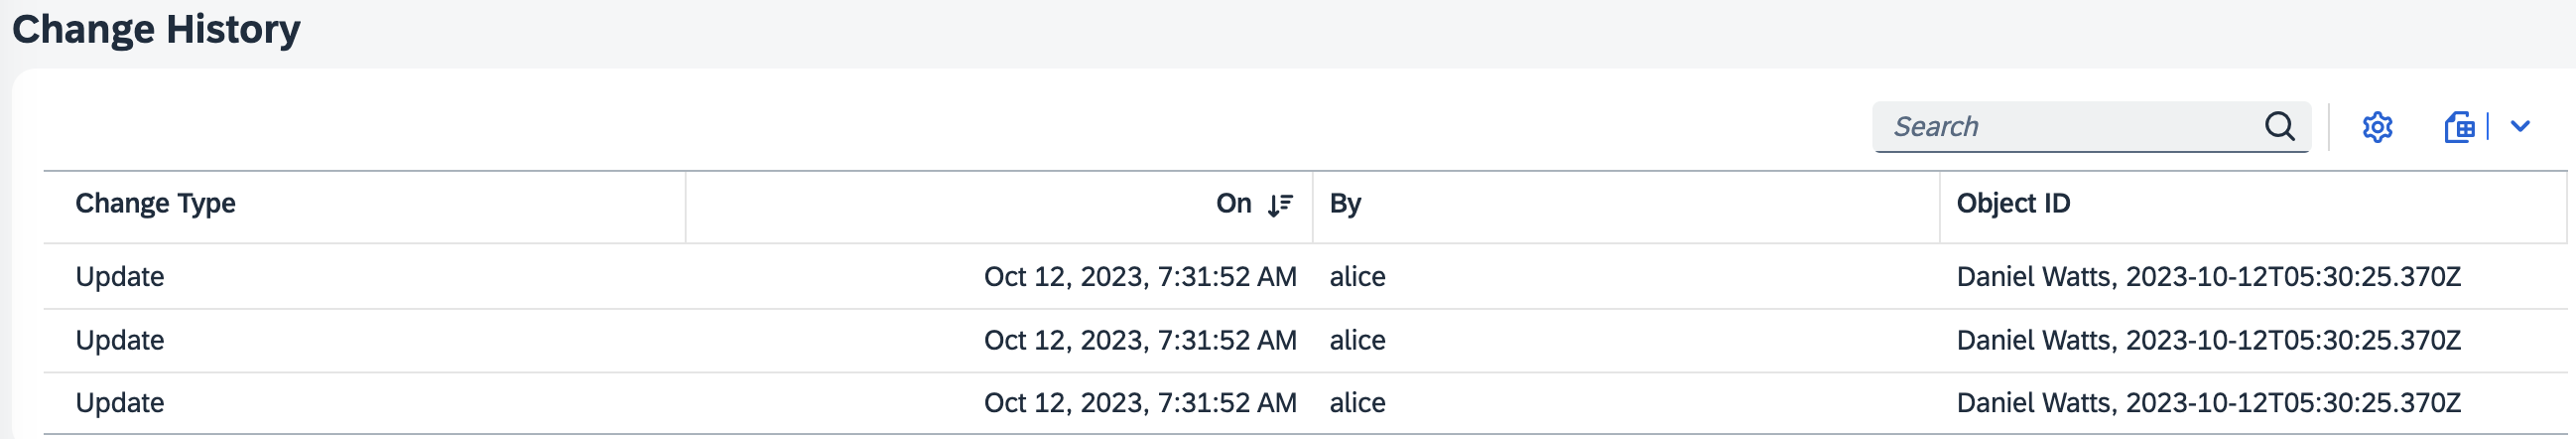 Change History
Search
Change Type On By Object ID
Update Oct 12, 2023, 7:31:52 AM alice Daniel Watts, 2023-10-12T05:30:25.370Z
Update Oct 12, 2023, 7:31:52 AM alice Daniel Watts, 2023-10-12T05:30:25.370Z
Update Oct 12, 2023, 7:31:52 AM alice Daniel Watts, 2023-10-12T05:30:25.370Z